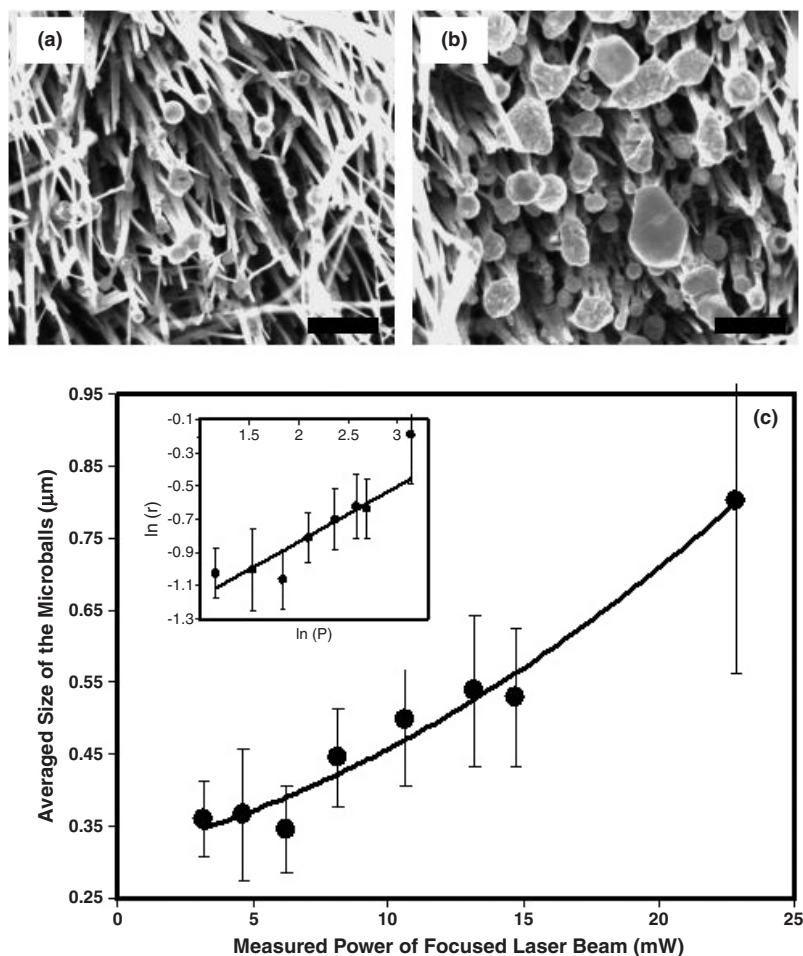 (a)
(b)
0.95
0.85
0.75
0.65
0.55
0.45
0.35
0.25
Averaged Size of the Microballs (μm)
(c)
-0.1
-0.3
-0.5
-0.7
-0.9
-1.1
-1.3
ln (r)
1.5 2 2.5 3
ln (P)
0 5 10 15 20 25
Measured Power of Focused Laser Beam (mW)